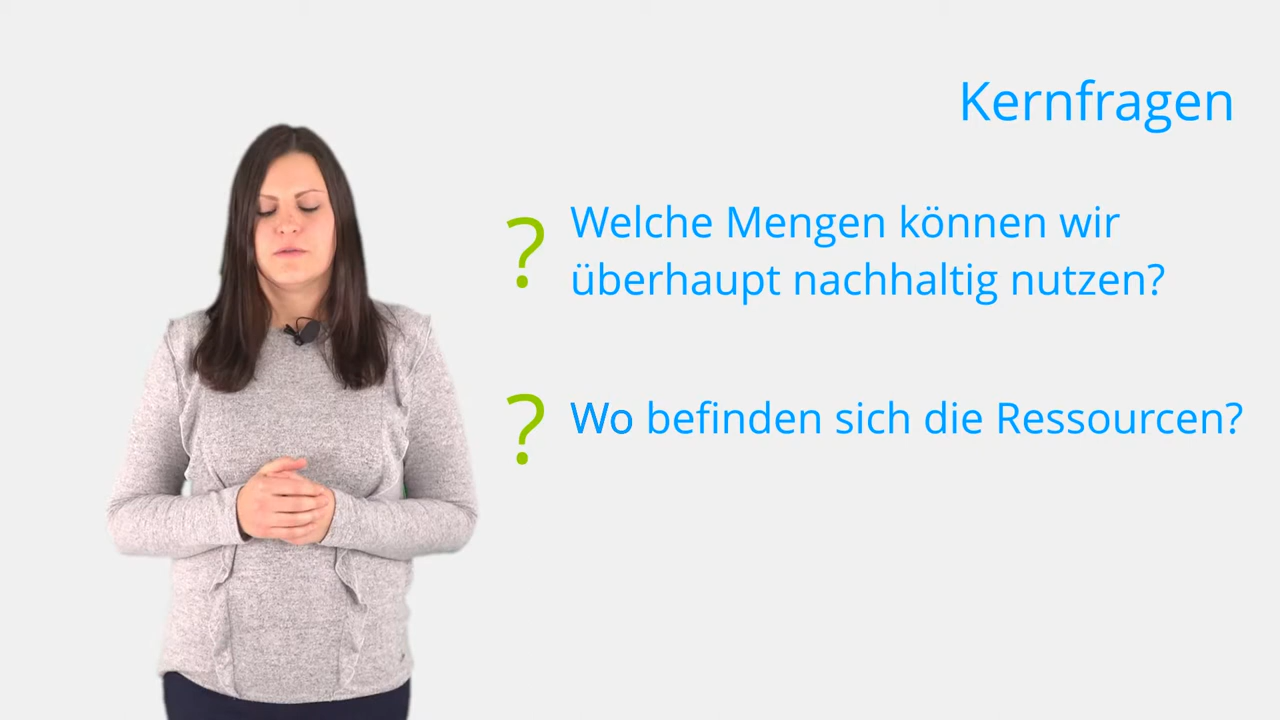 Kernfragen
? Welche Mengen können wir
überhaupt nachhaltig nutzen?
? Wo befinden sich die Ressourcen?